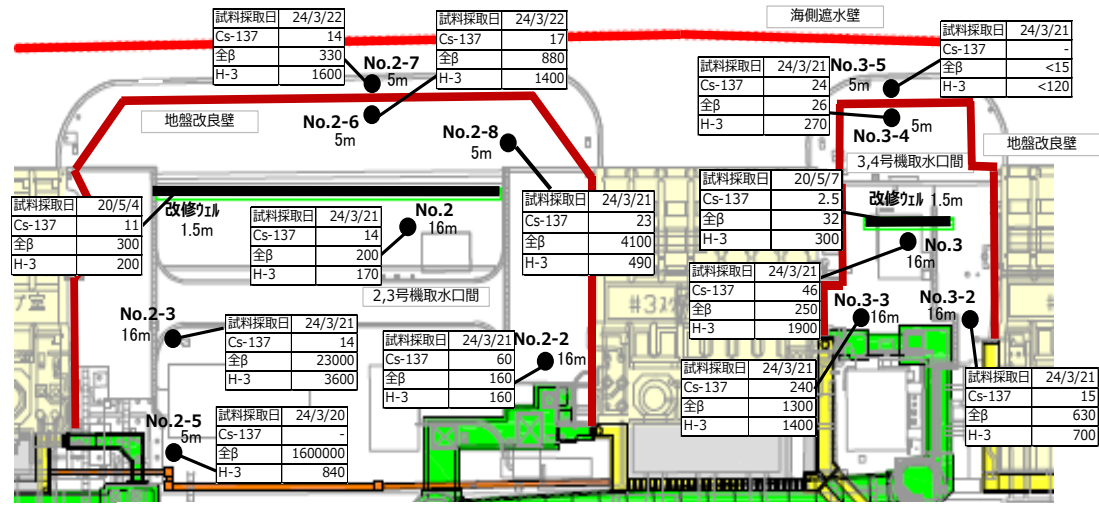 海側遮水壁
試料採取日 24/3/22
Cs-137 14
全β 330
H-3 1600
試料採取日 24/3/22
Cs-137 17
全β 880
H-3 1400
試料採取日 24/3/21
Cs-137 -
全β <15
H-3 <120
No.2-7
5m
No.3-5
5m
試料採取日 24/3/21
Cs-137 24
全β 26
H-3 270
地盤改良壁
No.2-6
5m
No.2-8
5m
5m
No.3-4
地盤改良壁
3,4号機取水口間
試料採取日 20/5/4
Cs-137 11
全β 300
H-3 200
改修ウェル
1.5m
試料採取日 24/3/21
Cs-137 14
全β 200
H-3 170
No.2
16m
試料採取日 24/3/21
Cs-137 23
全β 4100
H-3 490
試料採取日 20/5/7
Cs-137 2.5
全β 32
H-3 300
改修ウェル 1.5m
No.3
16m
2,3号機取水口間
試料採取日 24/3/21
Cs-137 46
全β 250
H-3 1900
No.2-3
16m
試料採取日 24/3/21
Cs-137 14
全β 23000
H-3 3600
試料採取日 24/3/21
Cs-137 60
全β 160
H-3 160
No.2-2
16m
No.3-3
16m
No.3-2
16m
試料採取日 24/3/21
Cs-137 240
全β 1300
H-3 1400
試料採取日 24/3/21
Cs-137 15
全β 630
H-3 700
No.2-5
5m
試料採取日 24/3/20
Cs-137 -
全β 1600000
H-3 840